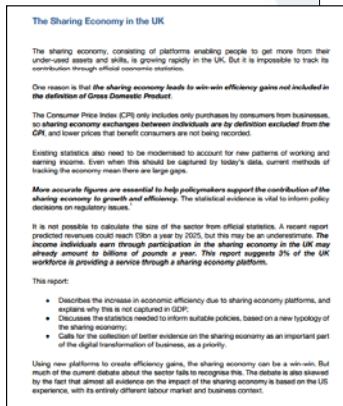 The Sharing Economy in the UK
The sharing economy, consisting of platforms enabling people to get more from their
under-used assets and skills, is growing rapidly in the UK. But it is impossible to track its
contribution through official economic statistics.
One reason is that the sharing economy leads to win-win efficiency gains not included in
the definition of Gross Domestic Product.
The Consumer Price Index (CPI) only includes only purchases by consumers from businesses,
so sharing economy exchanges between individuals are by definition excluded from the
CPI, and lower prices that benefit consumers are not being recorded.
Existing statistics also need to be modernised to account for new patterns of working and
earning income. Even when this should be captured by today's data, current methods of
tracking the economy mean there are large gaps.
More accurate figures are essential to help policymakers support the contribution of the
sharing economy to growth and efficiency. The statistical evidence is vital to inform policy
decisions on regulatory issues.
It is not possible to calculate the size of the sector from official statistics. A recent report
predicted revenues could reach £9bn a year by 2025, but this may be an underestimate. The
income individuals earn through participation in the sharing economy in the UK may
already amount to billions of pounds a year. This report suggests 3% of the UK
workforce is providing a service through a sharing economy platform.
This report:
• Describes the increase in economic efficiency due to sharing economy platforms, and
explains why this is not captured in GDP;
• Discusses the statistics needed to inform suitable policies, based on a new typology of
the sharing economy;
• Calls for the collection of better evidence on the sharing economy as an important part
of the digital transformation of business, as a priority.
Using new platforms to create efficiency gains, the sharing economy can be a win-win. But
much of the current debate about the sector fails to recognise this. The debate is also skewed
by the fact that almost all evidence on the impact of the sharing economy is based on the US
experience, with its entirely different labour market and business context.